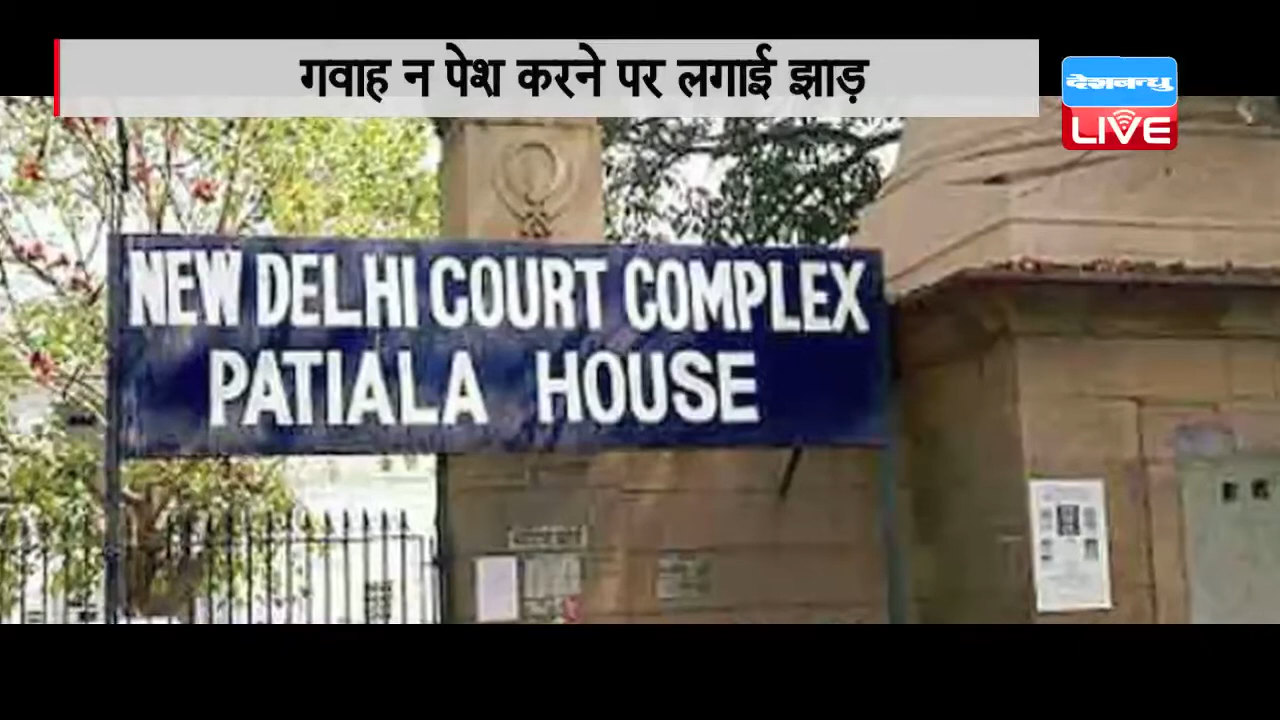 गवाह न पेश करने पर लगाई झाड़
देशबन्धु
LIVE
NEW DELHI COURT COMPLEX
PATIALA HOUSE